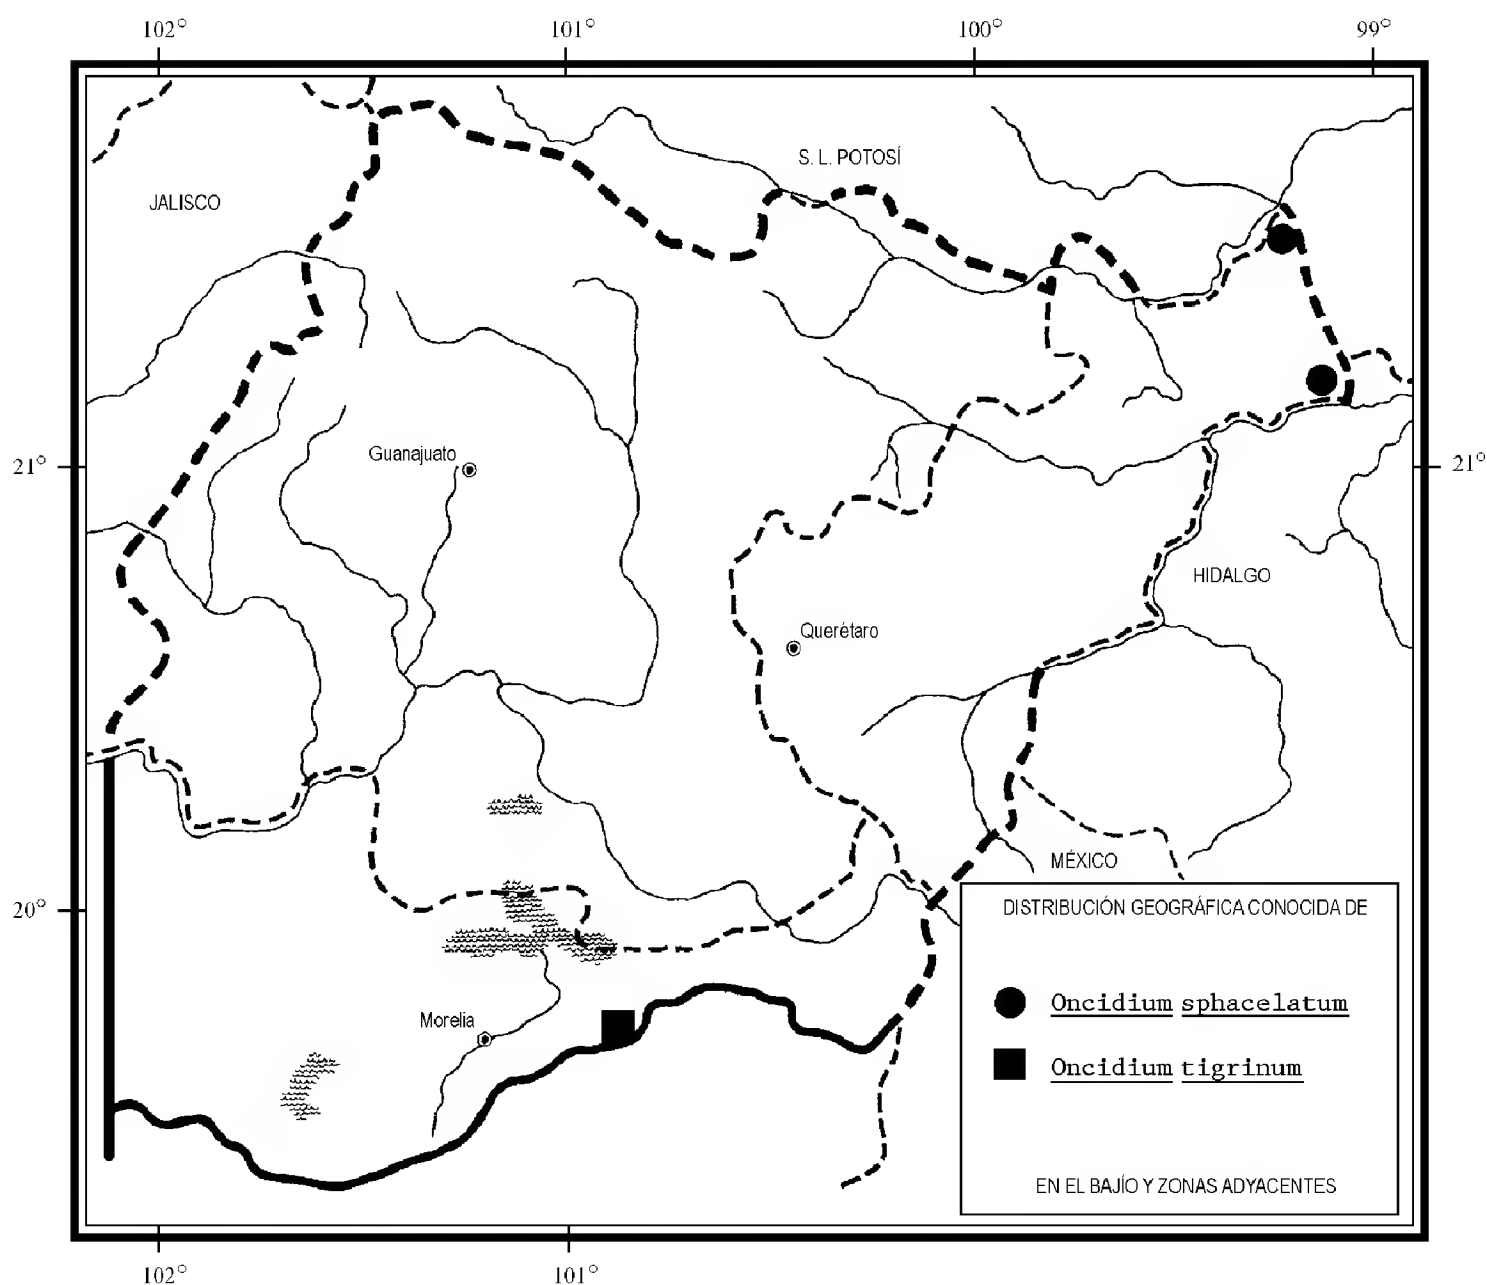 102° 101° 100° 99°
S. L. POTOSÍ
JALISCO
Guanajuato
21° 21°
HIDALGO
Querétaro
MÉXICO
20°
DISTRIBUCIÓN GEOGRÁFICA CONOCIDA DE
Oncidium sphacelatum
Morelia
Oncidium tigrinum
EN EL BAJÍO Y ZONAS ADYACENTES
102° 101°